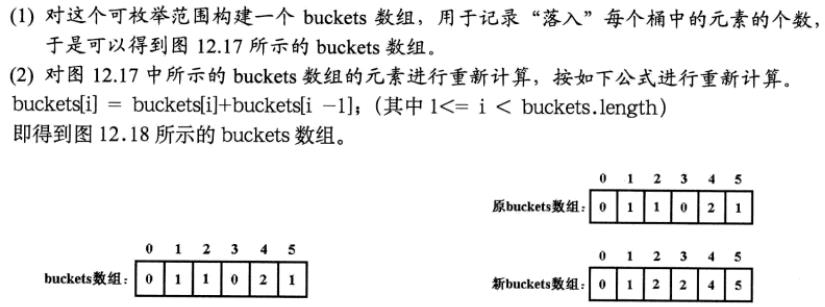 (1) 对这个可枚举范围构建一个 buckets 数组，用于记录“落入”每个桶中的元素的个数，
于是可以得到图 12.17 所示的 buckets 数组。
(2) 对图 12.17 中所示的 buckets 数组的元素进行重新计算，按如下公式进行重新计算。
buckets[i] = buckets[i]+buckets[i -1]; (其中 1<= i < buckets.length)
即得到图 12.18 所示的 buckets 数组。
0 1 2 3 4 5
原buckets数组: 0 1 1 0 2 1
0 1 2 3 4 5
buckets数组: 0 1 1 0 2 1
0 1 2 3 4 5
新buckets数组: 0 1 2 2 4 5